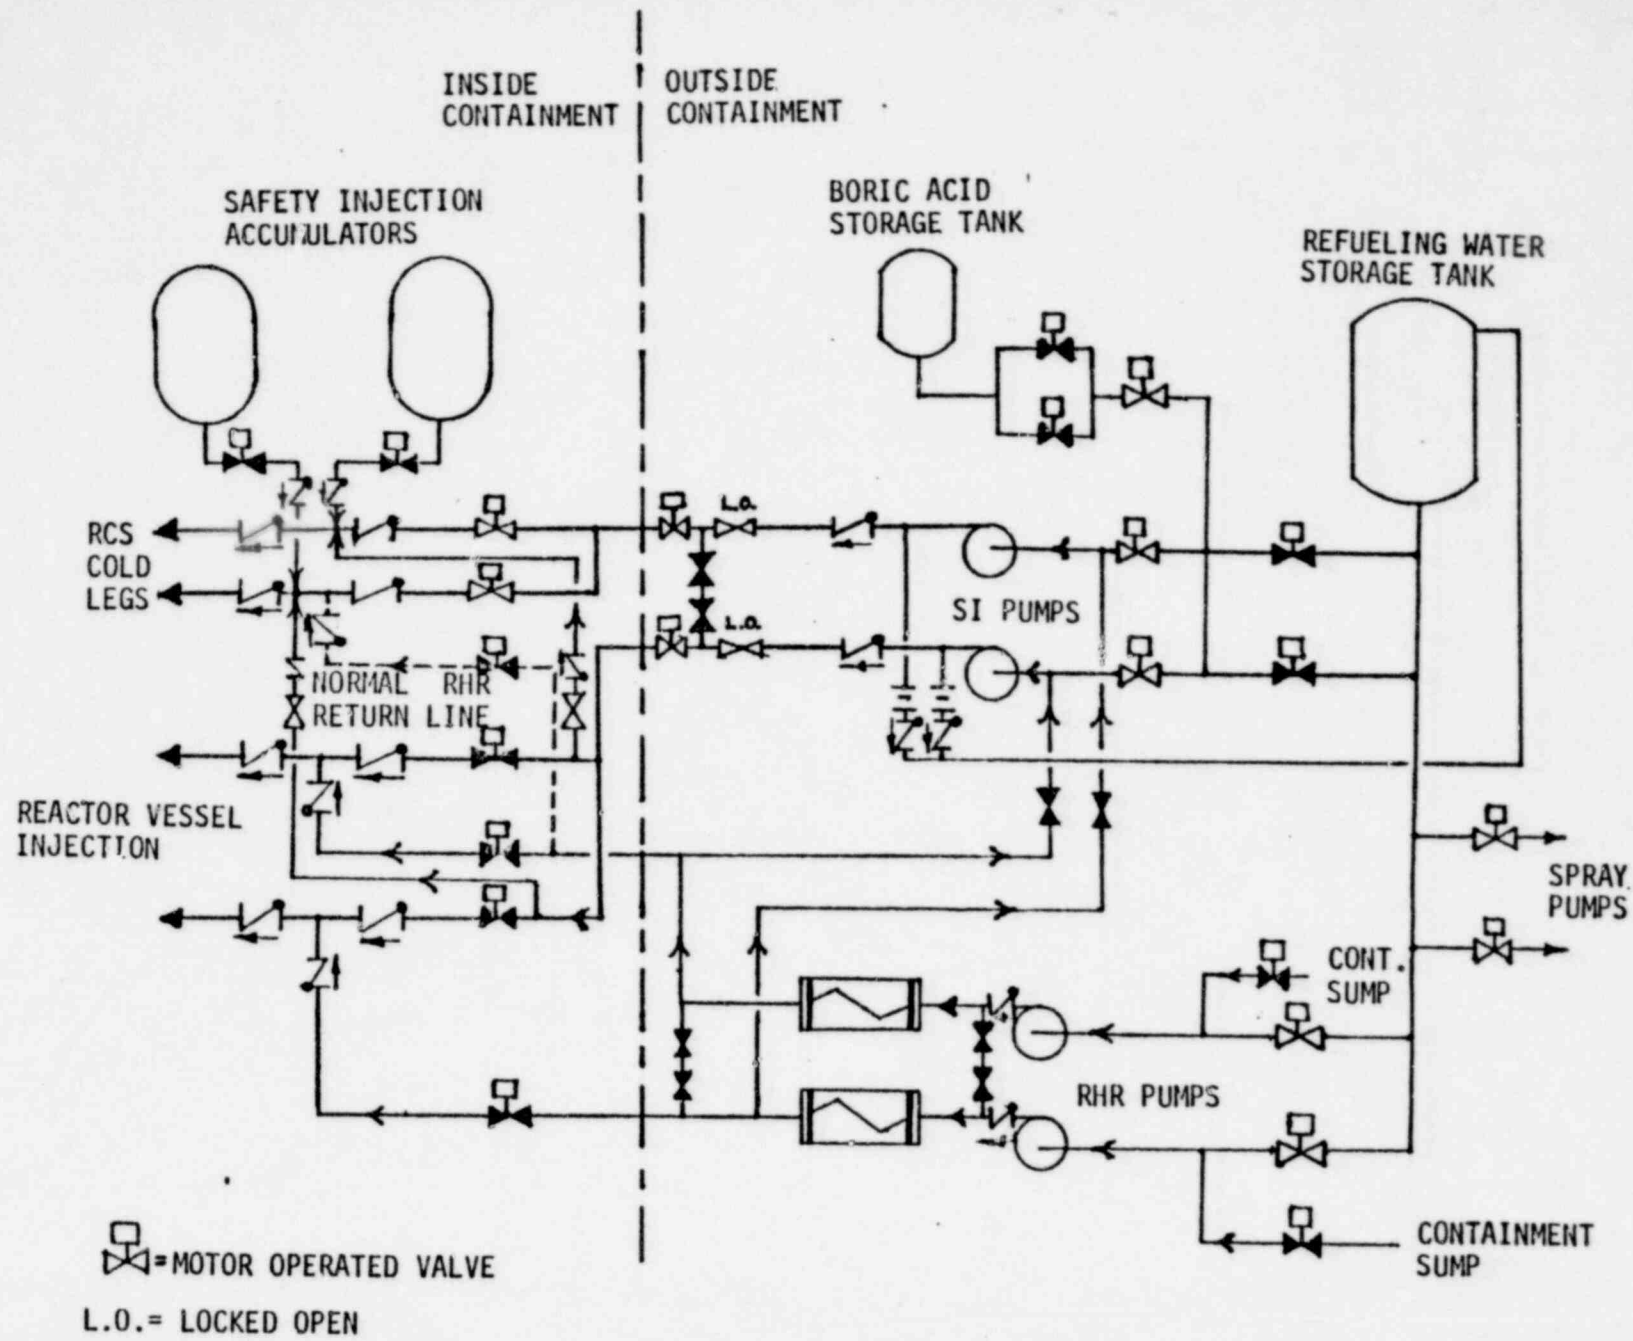 INSIDE
CONTAINMENT
OUTSIDE
CONTAINMENT
SAFETY INJECTION
ACCUMULATORS
BORIC ACID
STORAGE TANK
REFUELING WATER
STORAGE TANK
RCS
COLD
LEGS
L.O.
L.O.
SI PUMPS
NORMAL RHR
RETURN LINE
REACTOR VESSEL
INJECTION
SPRAY
PUMPS
CONT.
SUMP
RHR PUMPS
CONTAINMENT
SUMP
=MOTOR OPERATED VALVE
L.O.= LOCKED OPEN